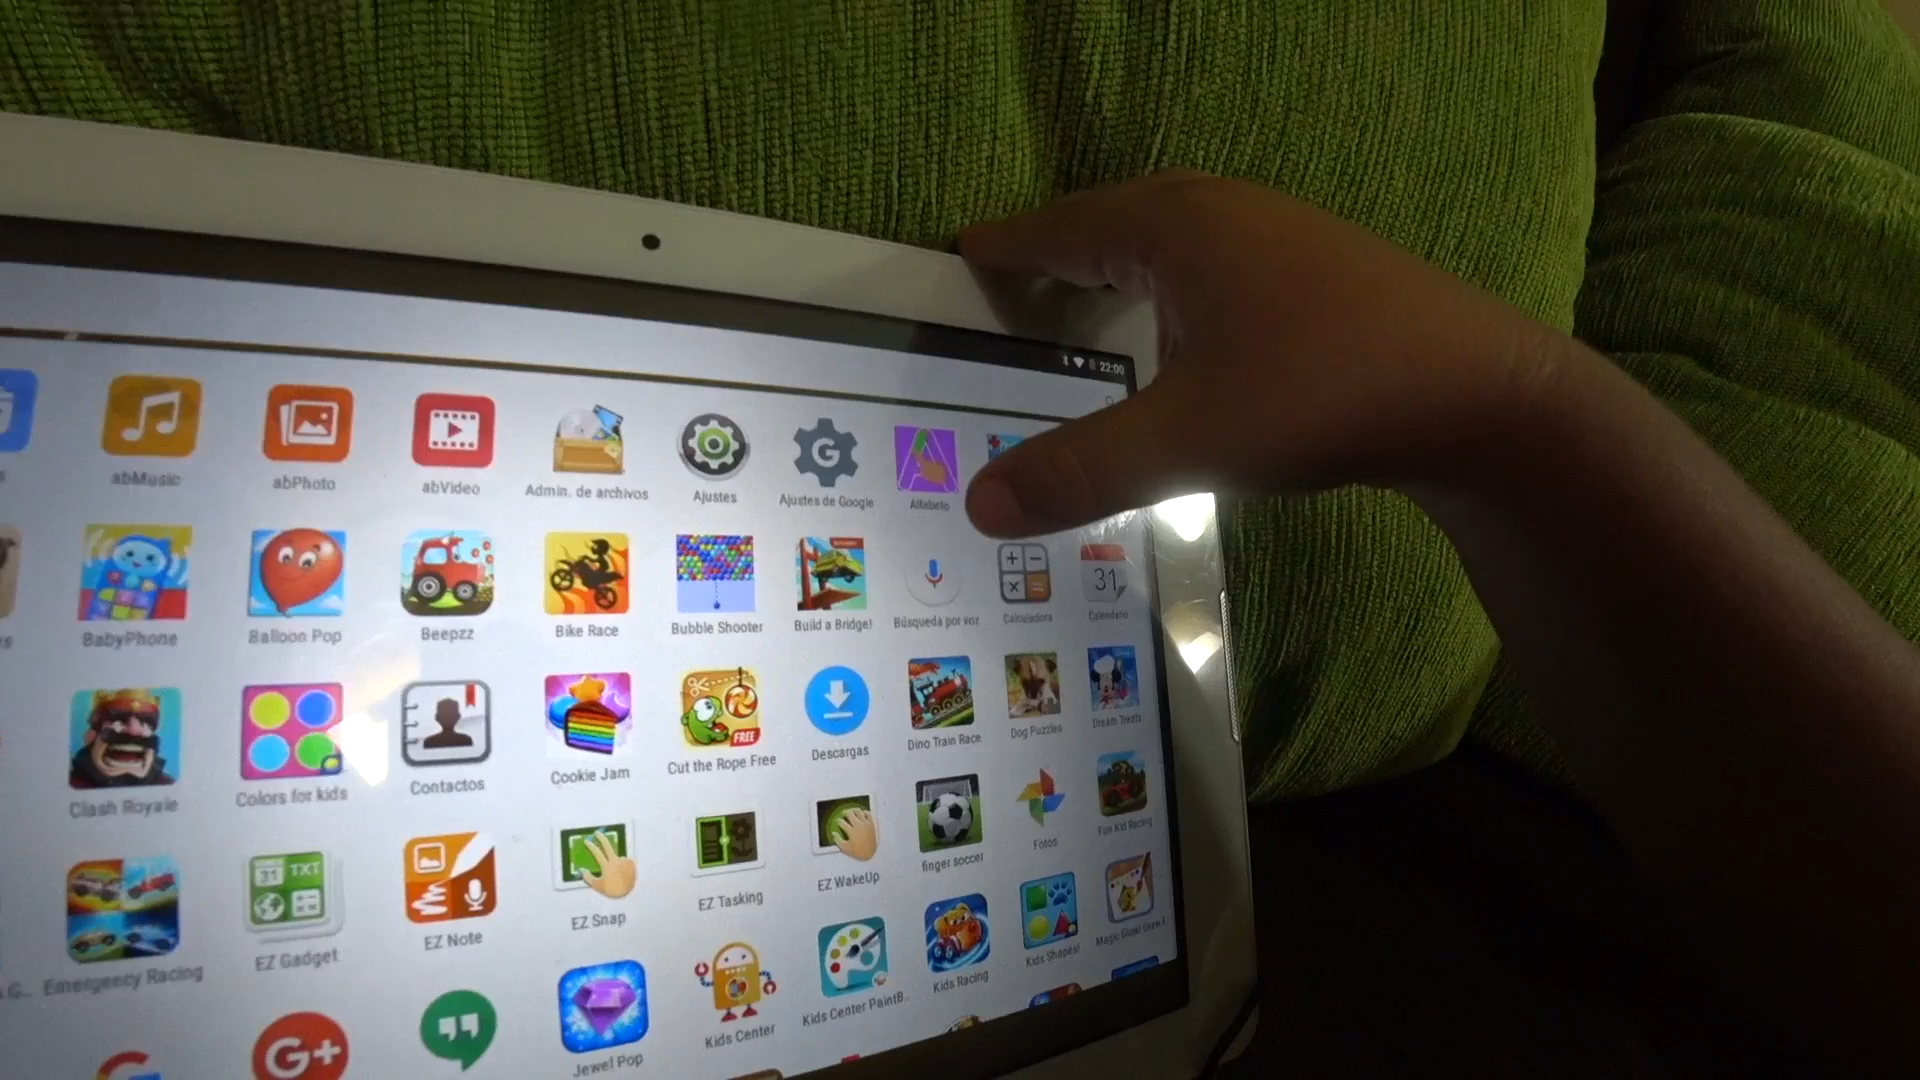 22:00
abMusic
abPhoto
abVideo
Admin. de archivos
Ajustes
Ajustes de Google
Alfabeto
BabyPhone
Balloon Pop
Beepzz
Bike Race
Bubble Shooter
Build a Bridge!
Búsqueda por voz
Calculadora
31
Calendario
Clash Royale
Colors for kids
Contactos
Cookie Jam
FREE
Cut the Rope Free
Descargas
Dino Train Race
Dog Puzzles
Dream Treats
Emergency Racing
31 TXT
EZ Gadget
EZ Note
EZ Snap
EZ Tasking
EZ WakeUp
finger soccer
Fotos
Fun Kid Racing
G+
Jewel Pop
Kids Center
Kids Center PaintB..
Kids Racing
Kids Shapes!
Magic Glow! Draw